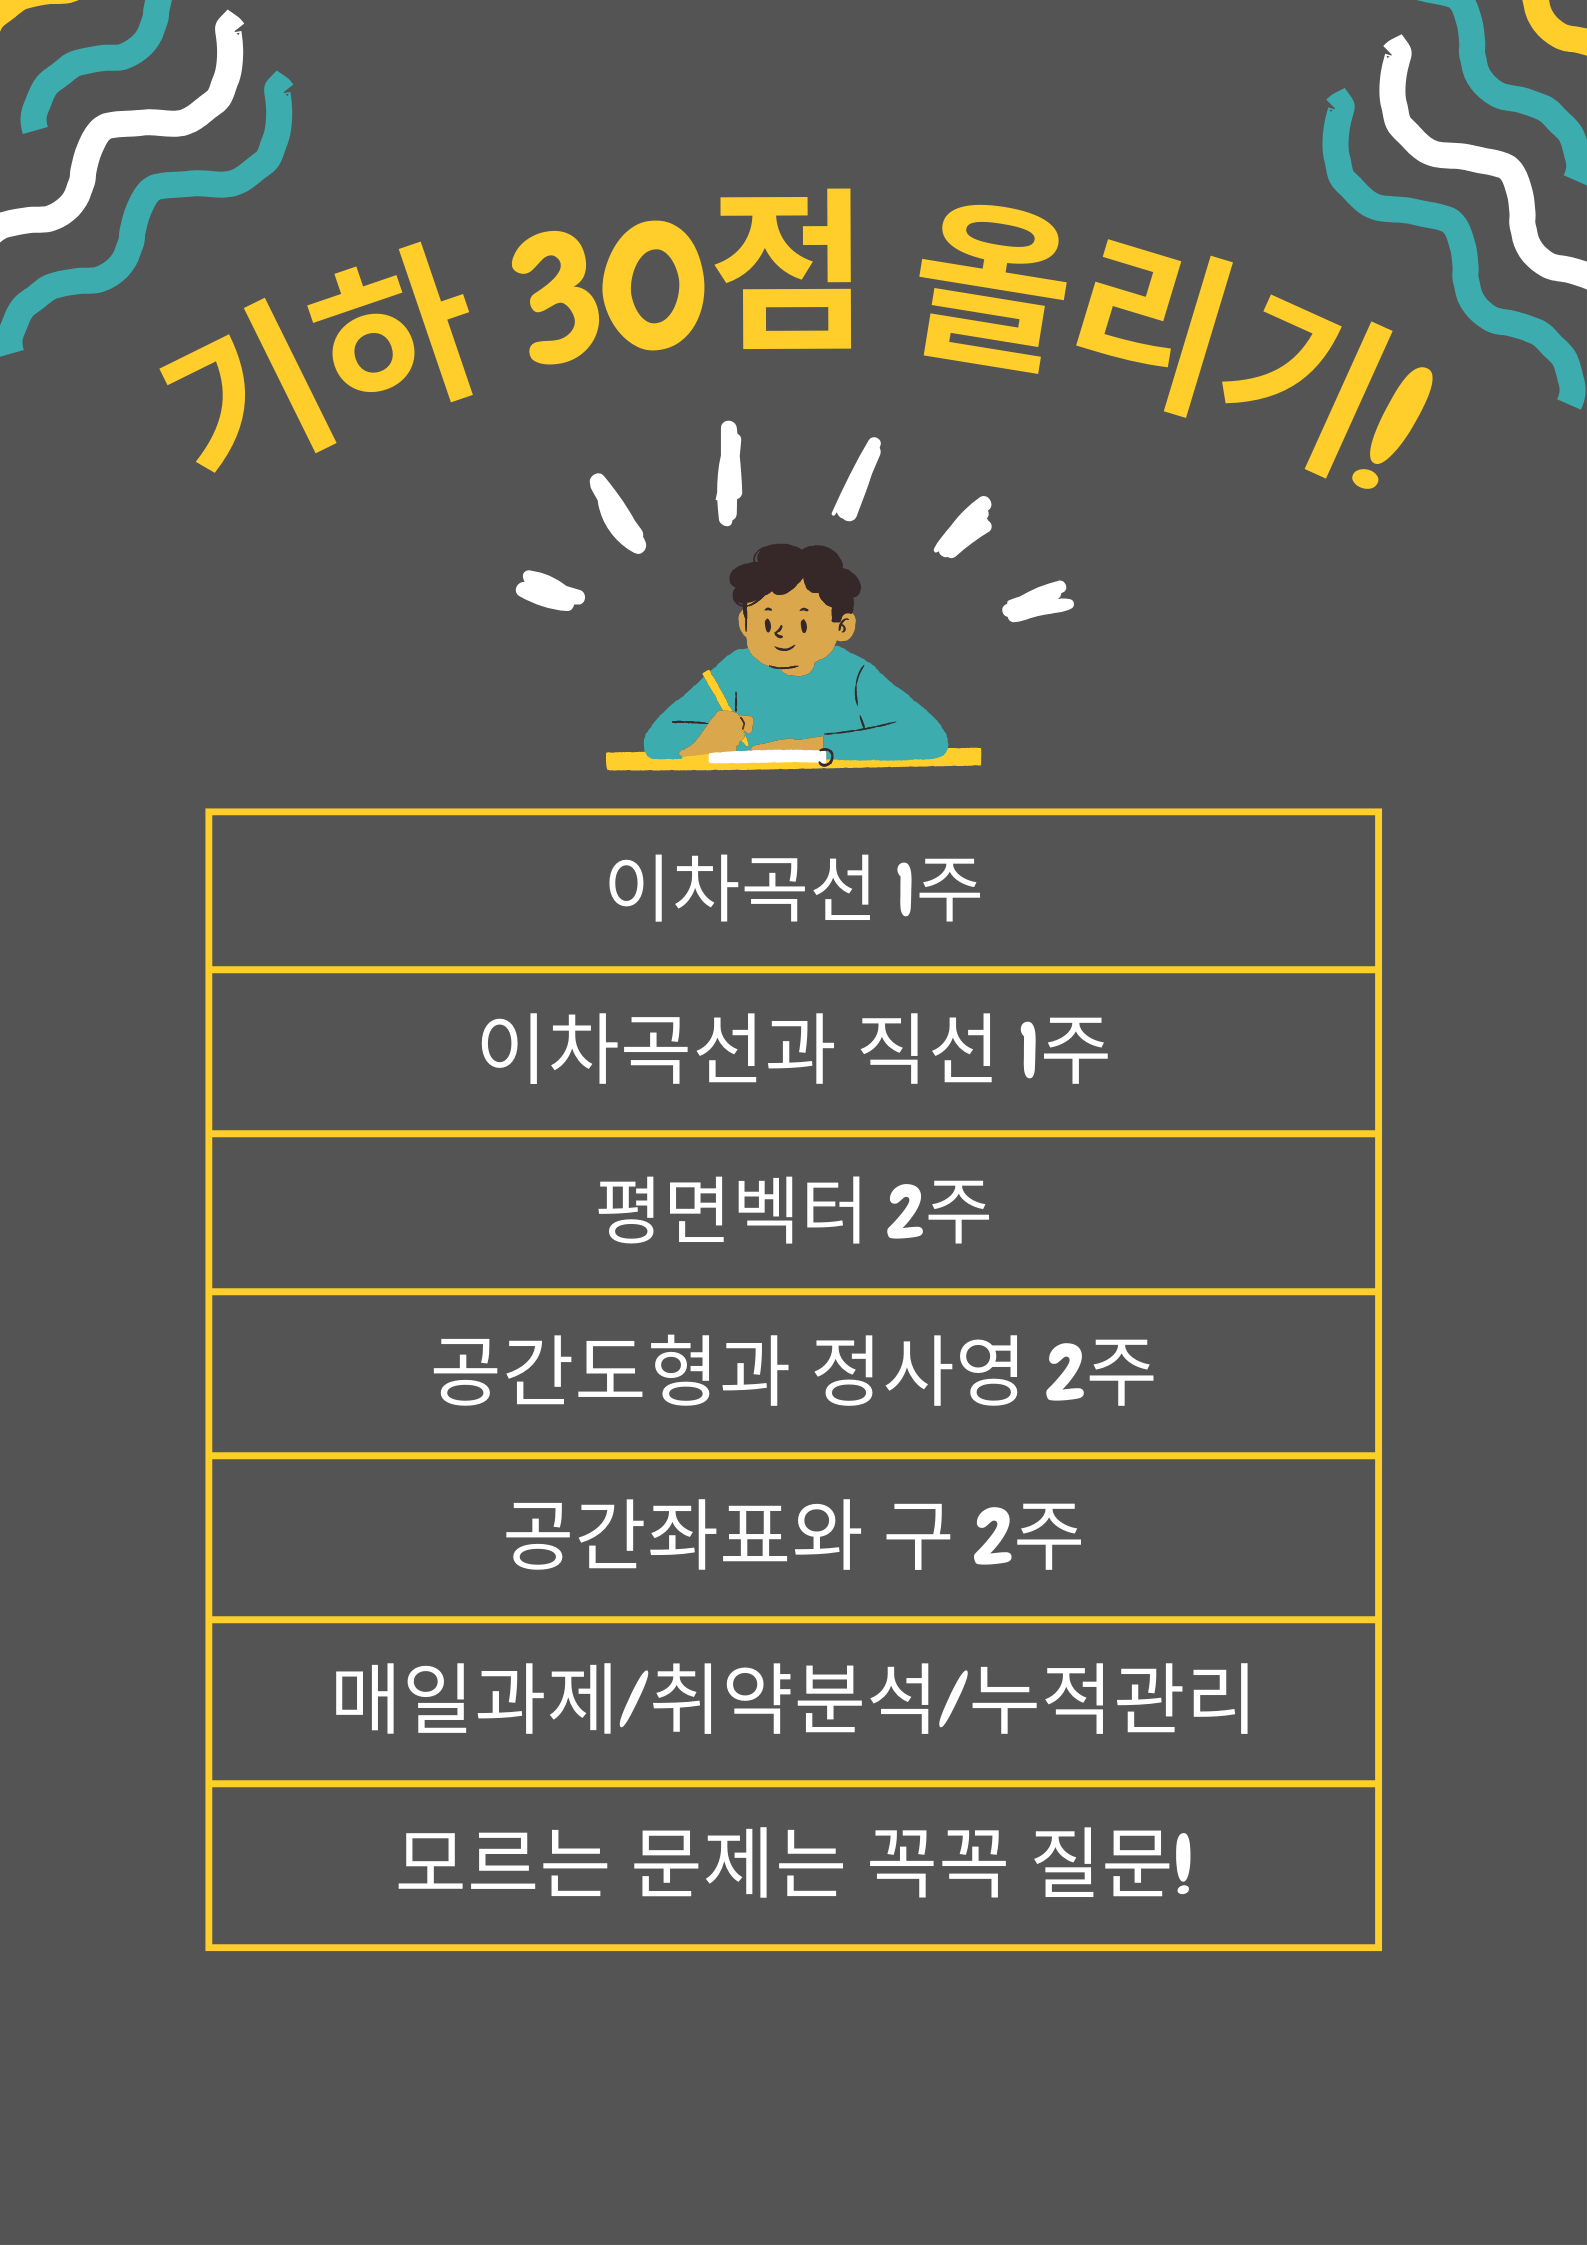 기하 30점 올리기!
이차곡선 1주
이차곡선과 직선 1주
평면벡터 2주
공간도형과 정사영 2주
공간좌표와 구 2주
매일과제/취약분석/누적관리
모르는 문제는 꼭꼭 질문!